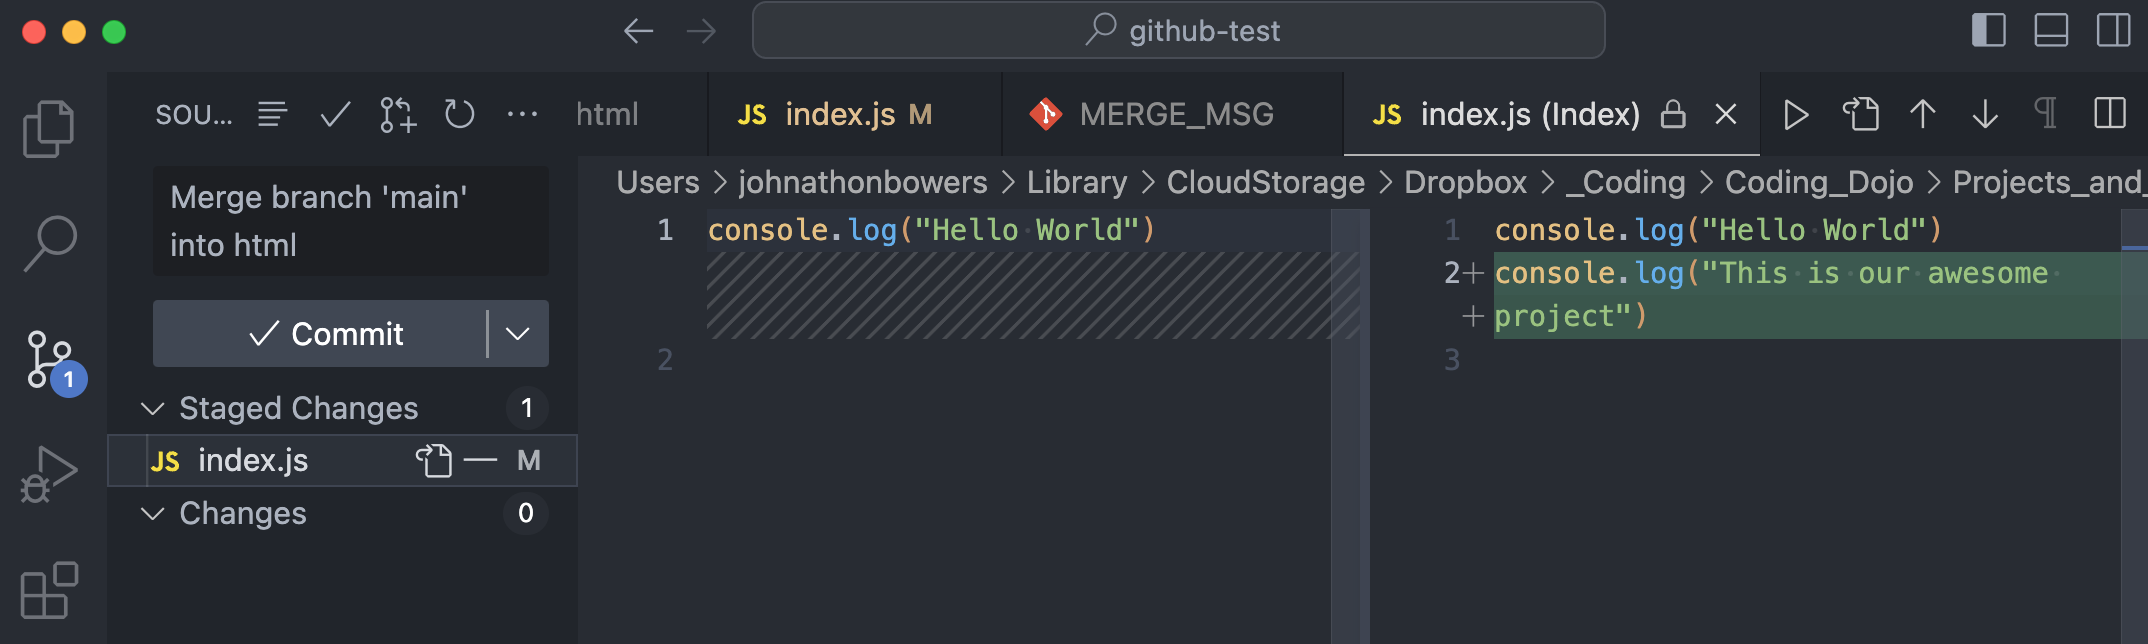 github-test
SOU...
html
JS index.js M
MERGE_MSG
JS index.js (Index)
Merge branch 'main'
into html
Commit
Staged Changes 1
JS index.js M
Changes 0
1
Users > johnathonbowers > Library > CloudStorage > Dropbox > _Coding > Coding_Dojo > Projects_and_
1 console.log("Hello World")
2
1 console.log("Hello World")
2+ console.log("This is our awesome
+ project")
3